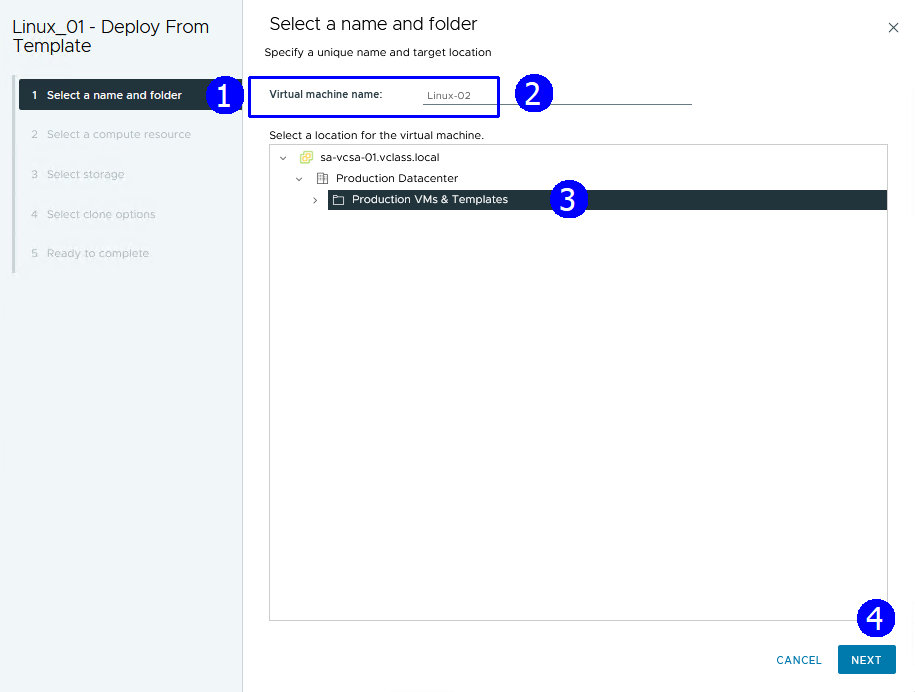 Linux_01 - Deploy From
Template
1 Select a name and folder
2 Select a compute resource
3 Select storage
4 Select clone options
5 Ready to complete
1
Select a name and folder
Specify a unique name and target location
Virtual machine name: Linux-02
2
Select a location for the virtual machine.
sa-vcsa-01.vclass.local
Production Datacenter
Production VMs & Templates
3
4
CANCEL NEXT